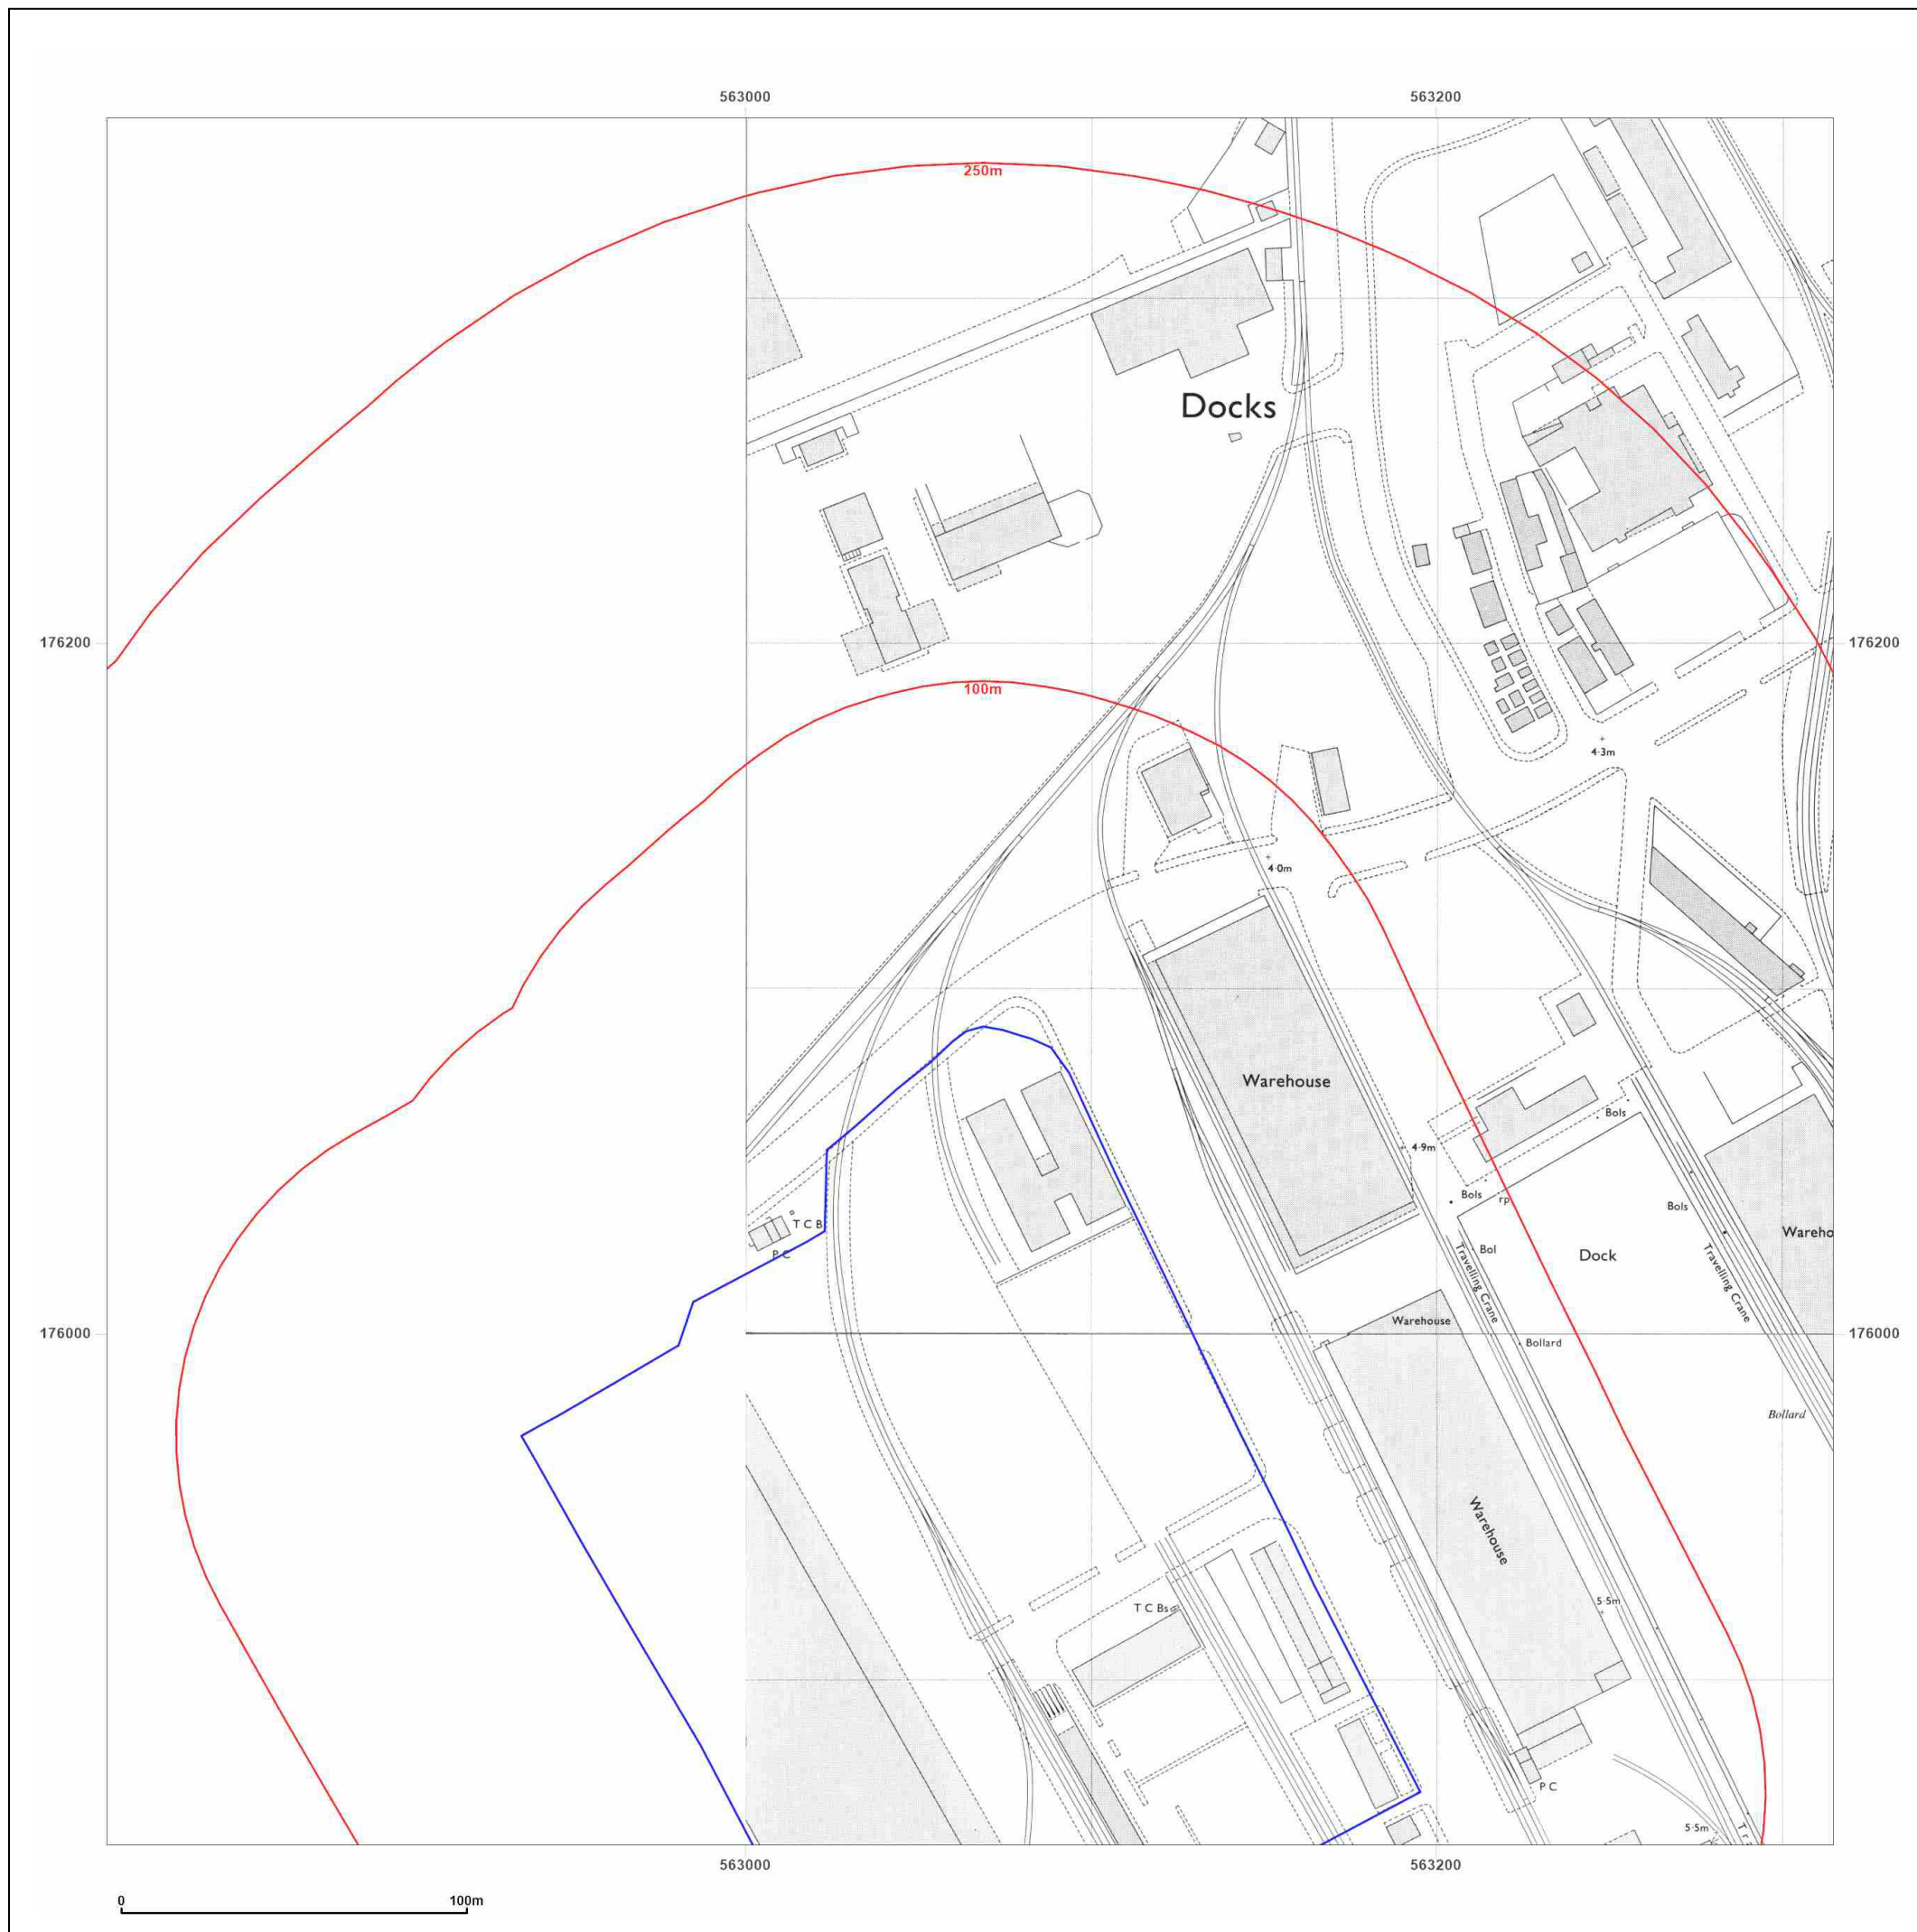 563000
563200
250m
Docks
176200
176200
100m
4·3m
4·0m
Warehouse
Bols
4·9m
Bols
rp
Bols
T C B
P C
Travelling Crane
Bol
Dock
Travelling Crane
Wareho
Warehouse
176000
176000
Bollard
Bollard
Warehouse
5·5m
T C Bs
P C
5·5m
T r
563000
563200
0
100m